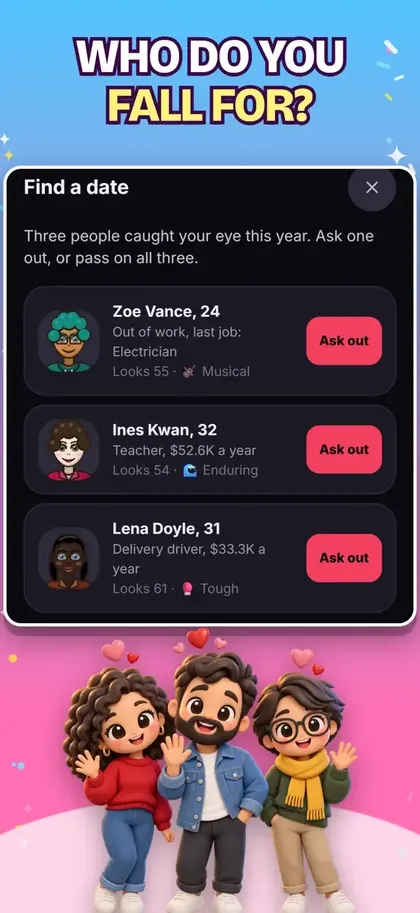 WHO DO YOU
FALL FOR?
Find a date
Three people caught your eye this year. Ask one
out, or pass on all three.
Zoe Vance, 24
Out of work, last job:
Electrician
Looks 55 · 🎻 Musical
Ask out
Ines Kwan, 32
Teacher, $52.6K a year
Looks 54 · 🌊 Enduring
Ask out
Lena Doyle, 31
Delivery driver, $33.3K a
year
Looks 61 · 🥊 Tough
Ask out